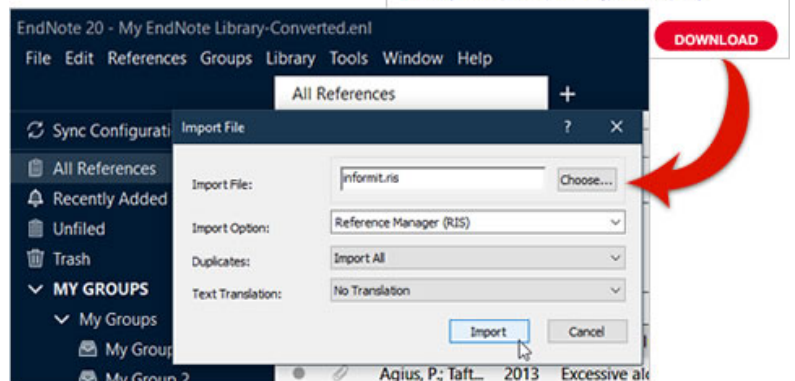 EndNote 20 - My EndNote Library-Converted.enl
DOWNLOAD
File Edit References Groups Library Tools Window Help
All References +
Sync Configurati
Import File ? ×
All References
Import File: informit.ris Choose...
Recently Added
Unfiled
Import Option: Reference Manager (RIS)
Trash
Duplicates: Import All
MY GROUPS
Text Translation: No Translation
My Groups
Import Cancel
My Group
My Group 2
Agius, P.; Taft... 2013 Excessive alc